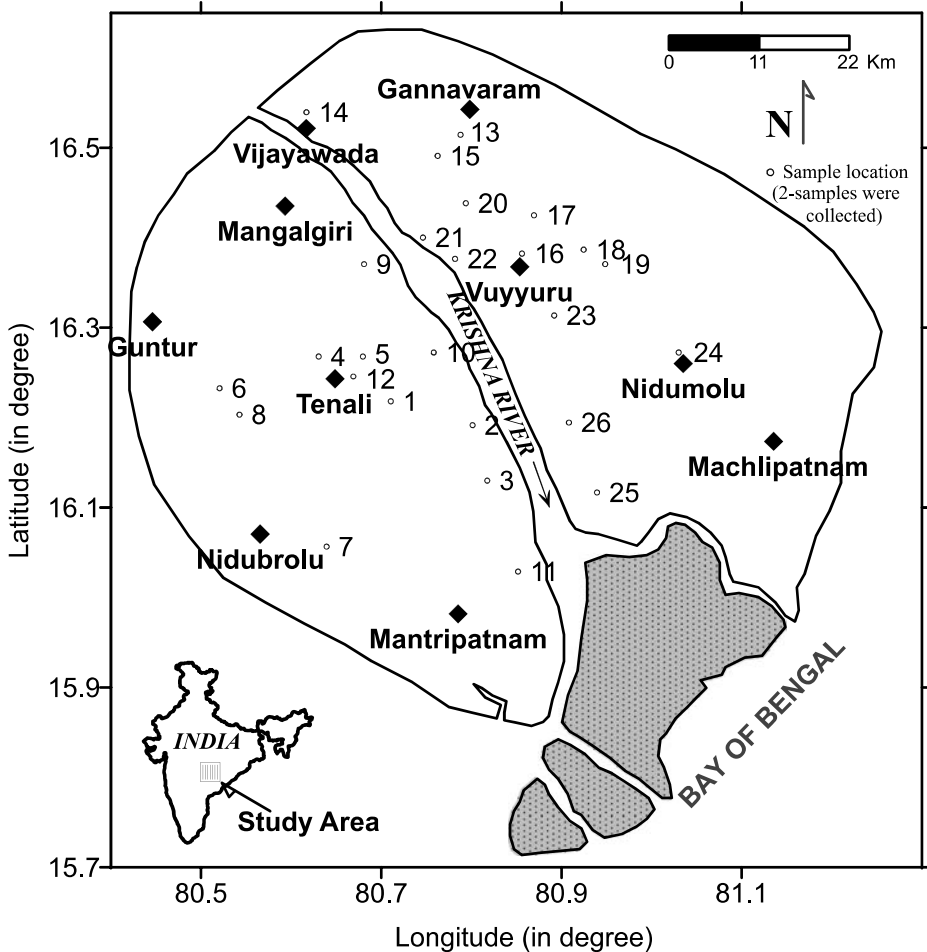 0
11
22 Km
Gannavaram
N
14
13
Vijayawada
16.5
15
Sample location
(2-samples were
collected)
20
17
Mangalgiri
21
18
22
16
19
9
Vuyyuru
KRISHNA RIVER
23
16.3
Guntur
4
5
10
24
12
Nidumolu
6
Tenali
1
8
2
26
Machlipatnam
3
25
16.1
Latitude (in degree)
Nidubrolu
7
11
Mantripatnam
15.9
BAY OF BENGAL
INDIA
Study Area
15.7
80.5
80.7
80.9
81.1
Longitude (in degree)